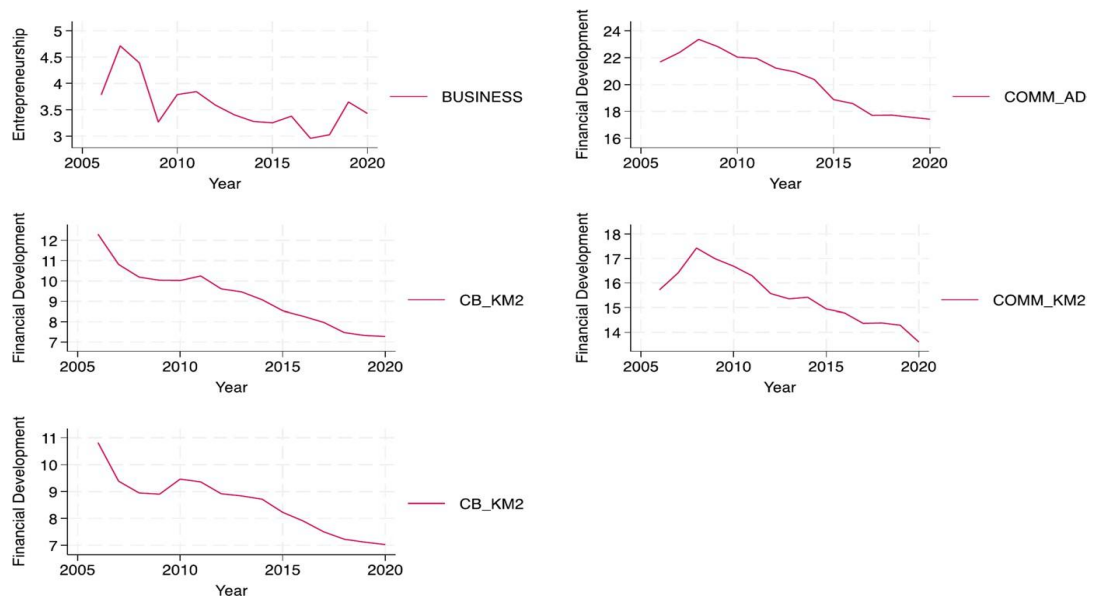 Entrepreneurship
5
4.5
4
3.5
3
2005 2010 2015 2020
Year
BUSINESS
Financial Development
24
22
20
18
16
2005 2010 2015 2020
Year
COMM_AD
Financial Development
12
11
10
9
8
7
2005 2010 2015 2020
Year
CB_KM2
Financial Development
18
17
16
15
14
2005 2010 2015 2020
Year
COMM_KM2
Financial Development
11
10
9
8
7
2005 2010 2015 2020
Year
CB_KM2